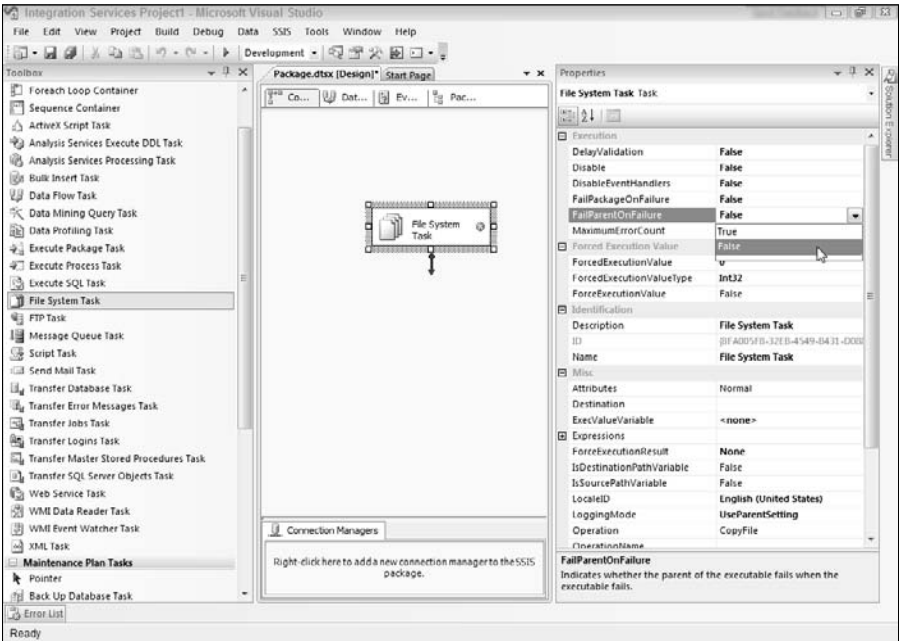 Integration Services Project1 - Microsoft Visual Studio
File Edit View Project Build Debug Data SSIS Tools Window Help
Development
Toolbox
Foreach Loop Container
Sequence Container
ActiveX Script Task
Analysis Services Execute DDL Task
Analysis Services Processing Task
Bulk Insert Task
Data Flow Task
Data Mining Query Task
Data Profiling Task
Execute Package Task
Execute Process Task
Execute SQL Task
File System Task
FTP Task
Message Queue Task
Script Task
Send Mail Task
Transfer Database Task
Transfer Error Messages Task
Transfer Jobs Task
Transfer Logins Task
Transfer Master Stored Procedures Task
Transfer SQL Server Objects Task
Web Service Task
WMI Data Reader Task
WMI Event Watcher Task
XML Task
Maintenance Plan Tasks
Pointer
Back Up Database Task
Package.dtsx [Design]* Start Page
Co... Dat... Ev... Pac...
File System
Task
Connection Managers
Right-click here to add a new connection manager to the SSIS
package.
Properties
File System Task Task
Execution
DelayValidation False
Disable False
DisableEventHandlers False
FailPackageOnFailure False
FailParentOnFailure False
MaximumErrorCount True
Forced Execution Value False
ForcedExecutionValue 0
ForcedExecutionValueType Int32
ForceExecutionValue False
Identification
Description File System Task
ID
Name File System Task
Misc
Attributes Normal
Destination
ExecValueVariable <none>
Expressions
ForceExecutionResult None
IsDestinationPathVariable False
IsSourcePathVariable False
LocaleID English (United States)
LoggingMode UseParentSetting
Operation CopyFile
OperationName
FailParentOnFailure
Indicates whether the parent of the executable fails when the
executable fails.
Solution Explorer
Error List
Ready